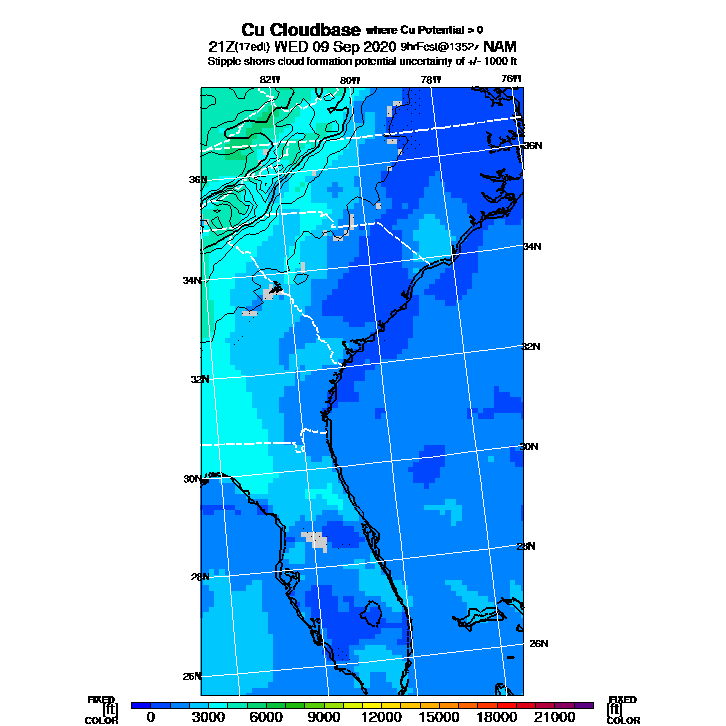 Cu Cloudbase where Cu Potential > 0
21Z(17edt) WED 09 Sep 2020 9hrFcst@1352z NAM
Stipple shows cloud formation potential uncertainty of +/- 1000 ft
82W 80W 78W 76W
36N 36N
34N 34N
32N 32N
30N 30N
28N 28N
26N 26N
FIXED FIXED
[ft] 0 3000 6000 9000 12000 15000 18000 21000 [ft]
COLOR COLOR